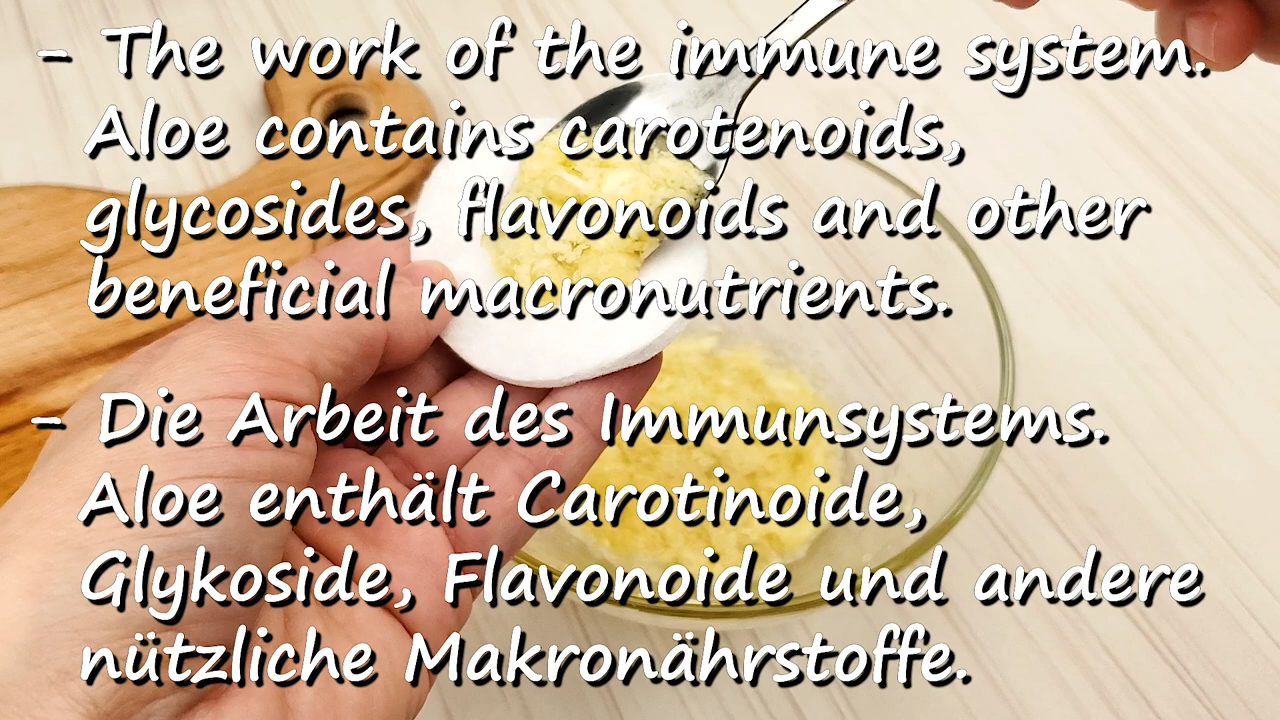 - The work of the immune system.
Aloe contains carotenoids,
glycosides, flavonoids and other
beneficial macronutrients.
- Die Arbeit des Immunsystems.
Aloe enthält Carotinoide,
Glykoside, Flavonoide und andere
nützliche Makronährstoffe.